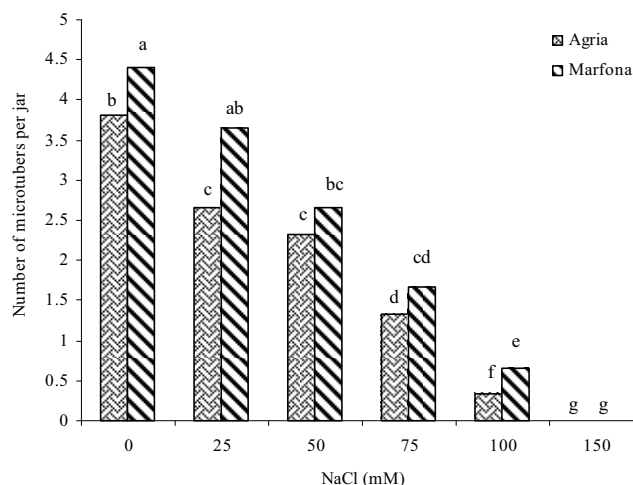 5
4.5
4
3.5
3
2.5
2
1.5
1
0.5
0
Number of microtubers per jar
Agria
Marfona
b a
c ab
c bc
d cd
f e
g g
0 25 50 75 100 150
NaCl (mM)